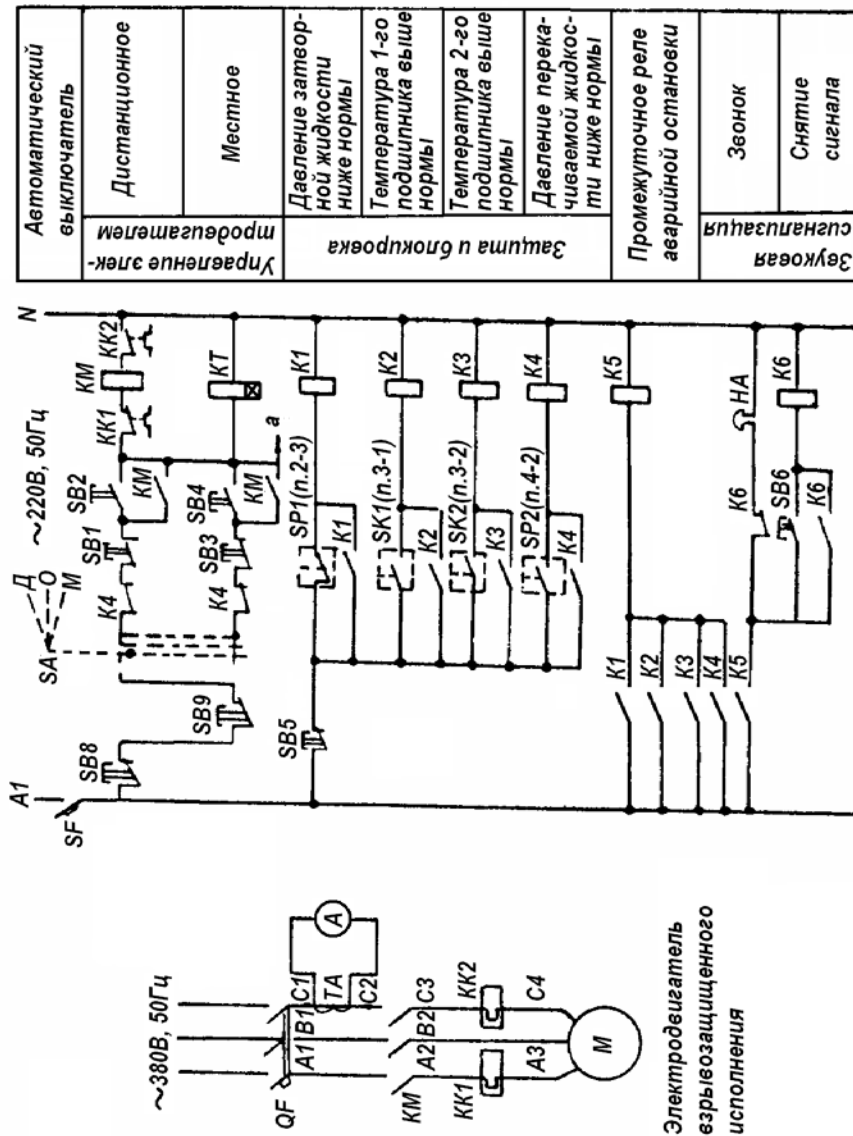 Автоматический
выключатель
Управление элек-
тродвигателем
Дистанционное
Местное
Защита и блокировка
Давление затвор-
ной жидкости
ниже нормы
Температура 1-го
подшипника выше
нормы
Температура 2-го
подшипника выше
нормы
Давление перека-
чиваемой жидкос-
ти ниже нормы
Промежуточное реле
аварийной остановки
Звуковая
сигнализация
Звонок
Снятие
сигнала
A1
N
SF
~220В, 50Гц
SA
Д
О
М
SB8
SB9
K4
SB1
SB2
KM
KK1
KM
KK2
K4
SB3
SB4
KM
а
KT
SB5
SP1(п.2-3)
K1
K1
SK1(п.3-1)
K2
K2
SK2(п.3-2)
K3
K3
SP2(п.4-2)
K4
K4
K1
K2
K3
K4
K5
K5
K6
HA
SB6
K6
K6
~380В, 50Гц
QF
A1
B1
C1
TA
C2
A
KM
A2
B2
C3
KK1
KK2
A3
C4
M
Электродвигатель
взрывозащищенного
исполнения